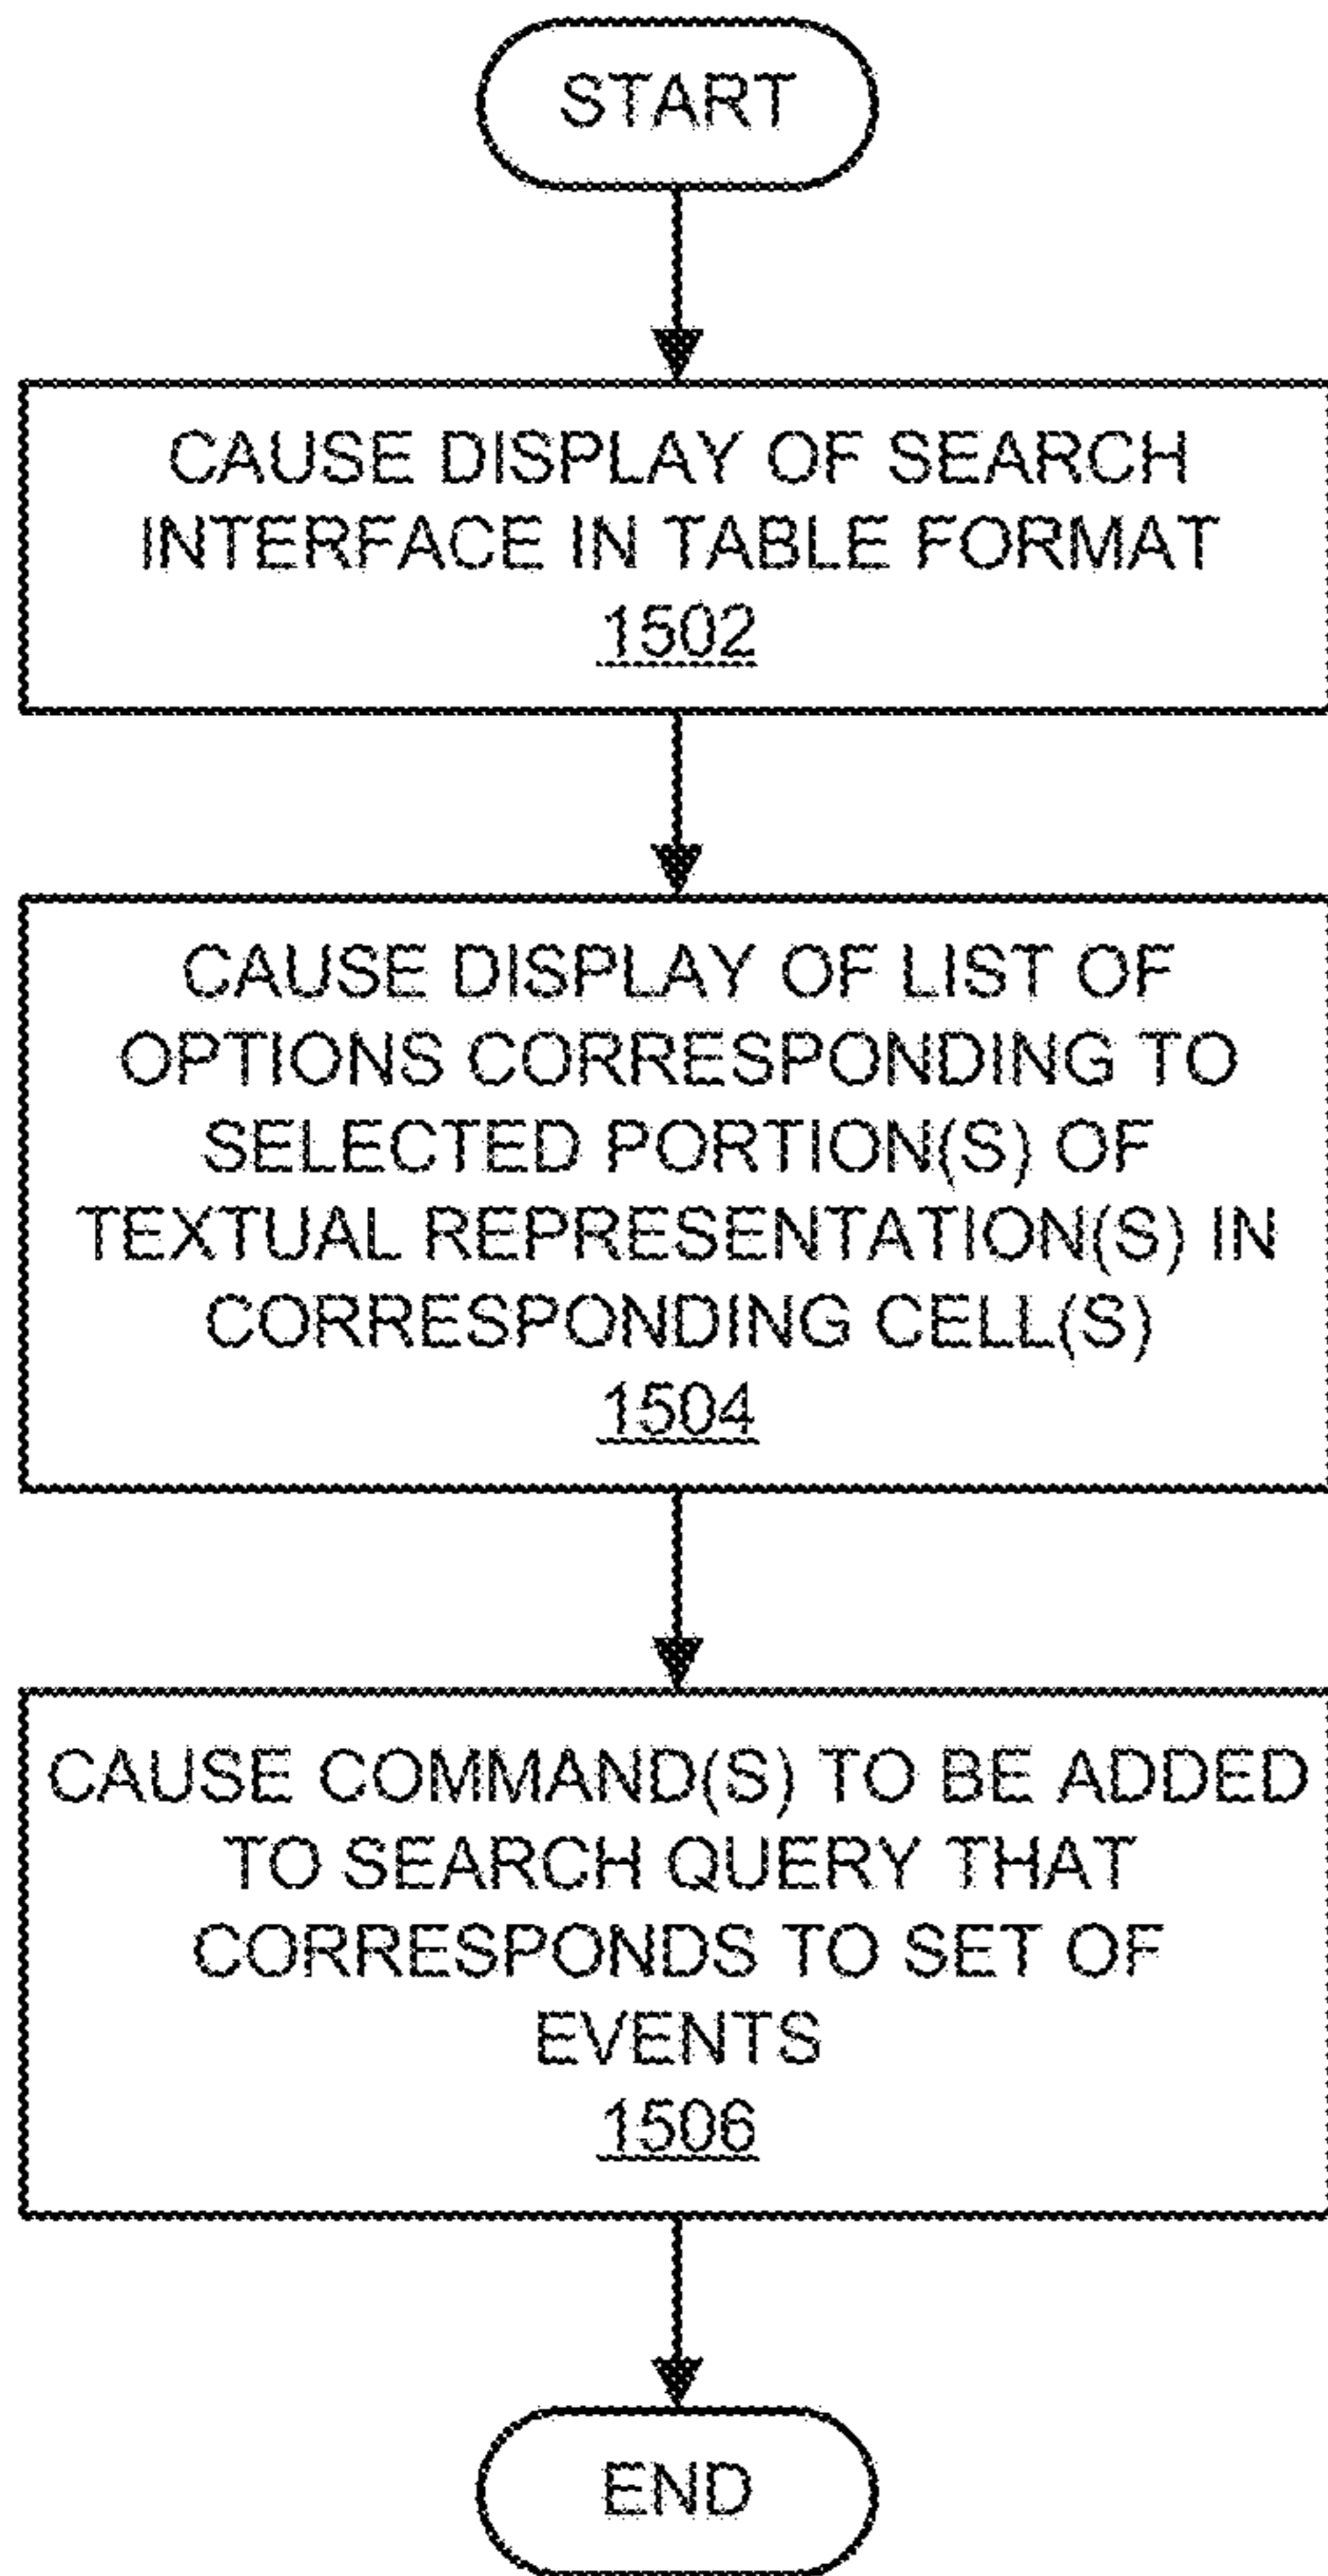 START
CAUSE DISPLAY OF SEARCH
INTERFACE IN TABLE FORMAT
1502
CAUSE DISPLAY OF LIST OF
OPTIONS CORRESPONDING TO
SELECTED PORTION(S) OF
TEXTUAL REPRESENTATION(S) IN
CORRESPONDING CELL(S)
1504
CAUSE COMMAND(S) TO BE ADDED
TO SEARCH QUERY THAT
CORRESPONDS TO SET OF
EVENTS
1506
END